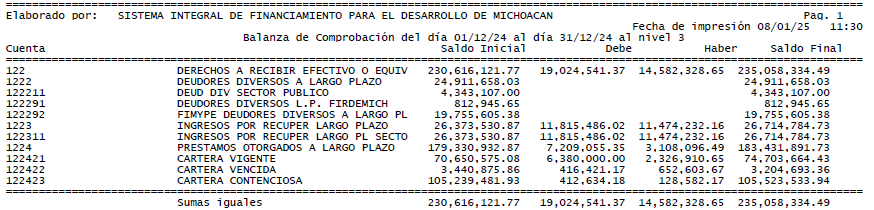 Elaborado por:   SISTEMA INTEGRAL DE FINANCIAMIENTO PARA EL DESARROLLO DE MICHOACAN   Pag. 1
Fecha de impresión 08/01/25   11:30
Balanza de Comprobación del día 01/12/24 al día 31/12/24 al nivel 3
Cuenta   Saldo Inicial   Debe   Haber   Saldo Final
122   DERECHOS A RECIBIR EFECTIVO O EQUIV   230,616,121.77   19,024,541.37   14,582,328.65   235,058,334.49
1222   DEUDORES DIVERSOS A LARGO PLAZO   24,911,658.03   24,911,658.03
122211   DEUD DIV SECTOR PUBLICO   4,343,107.00   4,343,107.00
122291   DEUDORES DIVERSOS L.P. FIRDEMICH   812,945.65   812,945.65
122292   FIMYPE DEUDORES DIVERSOS A LARGO PL   19,755,605.38   19,755,605.38
1223   INGRESOS POR RECUPER LARGO PLAZO   26,373,530.87   11,815,486.02   11,474,232.16   26,714,784.73
122311   INGRESOS POR RECUPER LARGO PL SECTO   26,373,530.87   11,815,486.02   11,474,232.16   26,714,784.73
1224   PRESTAMOS OTORGADOS A LARGO PLAZO   179,330,932.87   7,209,055.35   3,108,096.49   183,431,891.73
122421   CARTERA VIGENTE   70,650,575.08   6,380,000.00   2,326,910.65   74,703,664.43
122422   CARTERA VENCIDA   3,440,875.86   416,421.17   652,603.67   3,204,693.36
122423   CARTERA CONTENCIOSA   105,239,481.93   412,634.18   128,582.17   105,523,533.94
Sumas iguales   230,616,121.77   19,024,541.37   14,582,328.65   235,058,334.49